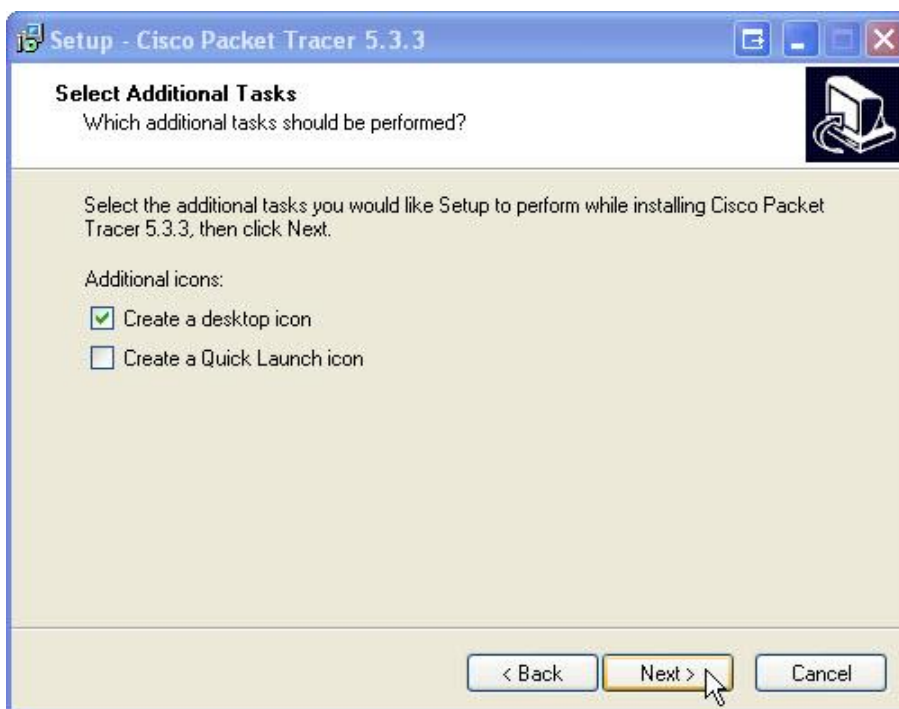 Setup - Cisco Packet Tracer 5.3.3
Select Additional Tasks
Which additional tasks should be performed?
Select the additional tasks you would like Setup to perform while installing Cisco Packet
Tracer 5.3.3, then click Next.
Additional icons:
Create a desktop icon
Create a Quick Launch icon
< Back
Next >
Cancel